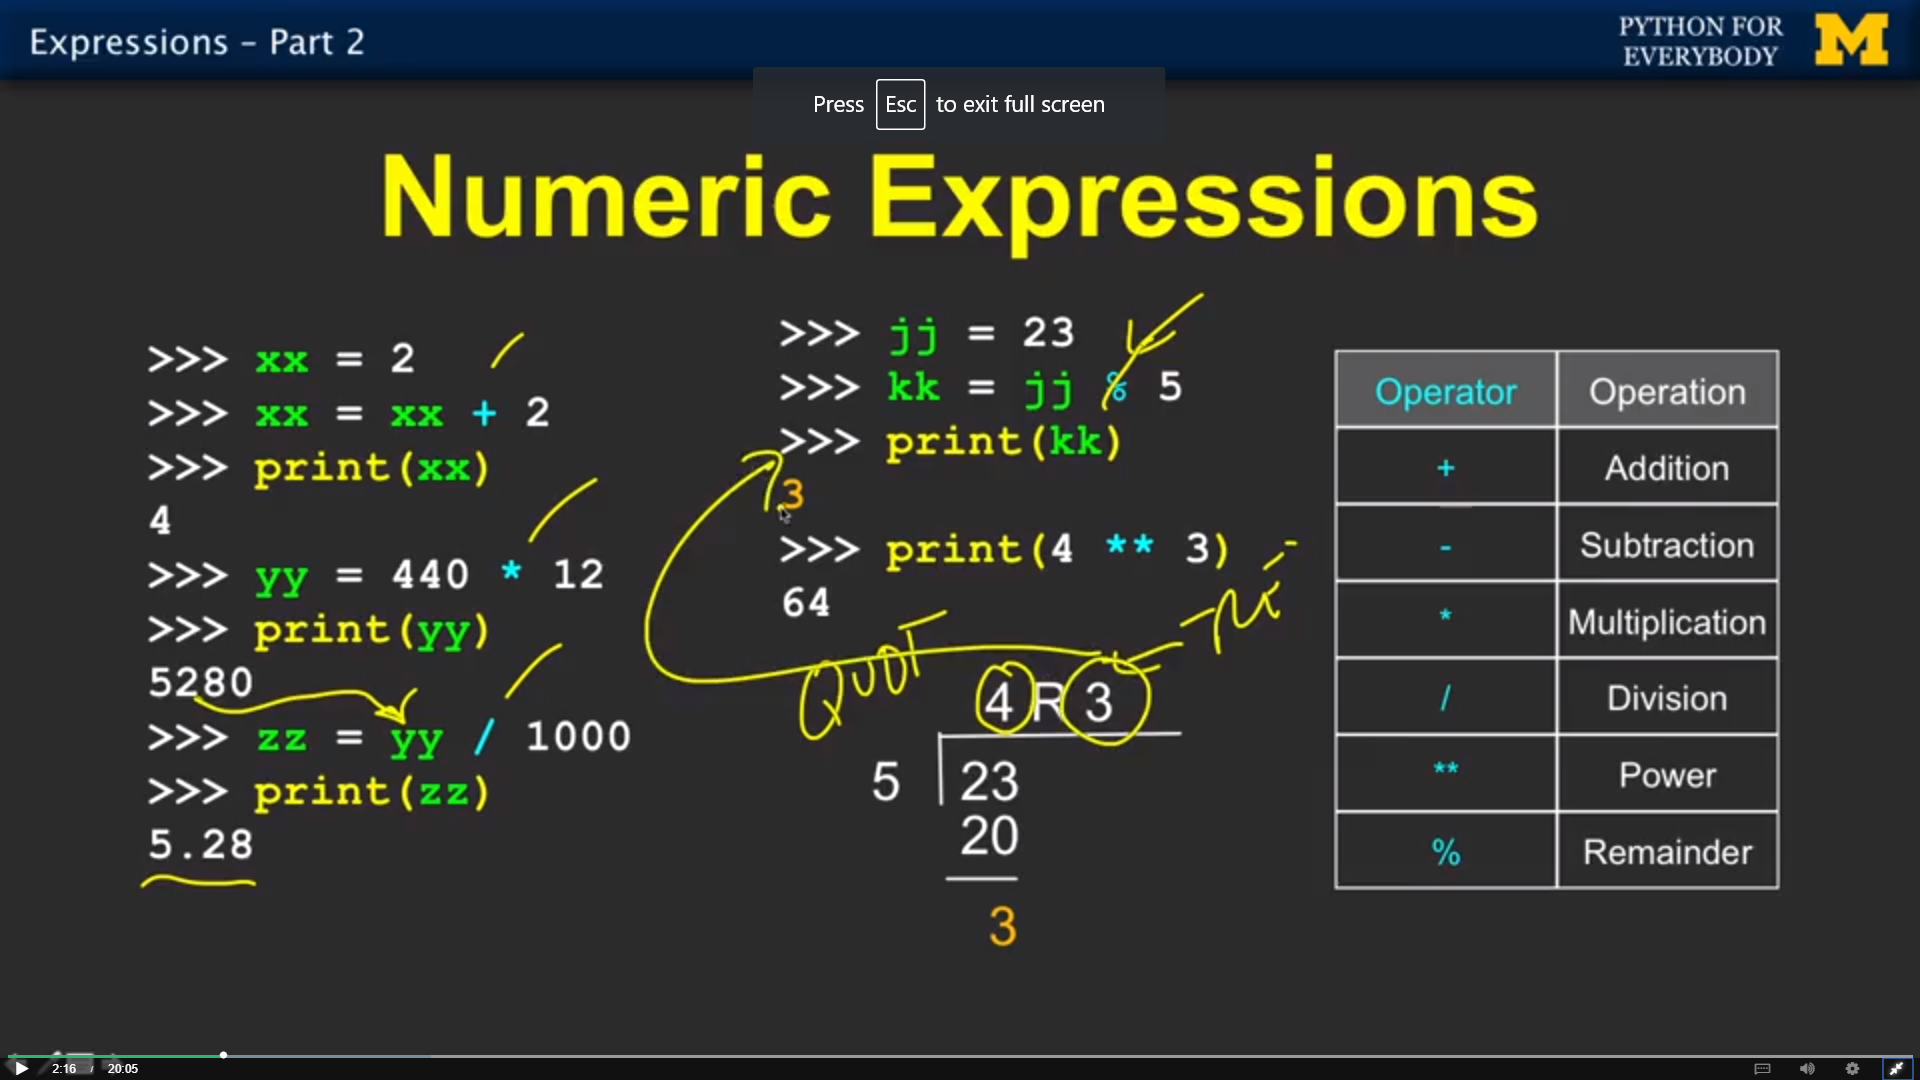 Expressions – Part 2
PYTHON FOR
EVERYBODY
M
Press Esc to exit full screen
Numeric Expressions
>>> xx = 2
>>> xx = xx + 2
>>> print(xx)
4
>>> yy = 440 * 12
>>> print(yy)
5280
>>> zz = yy / 1000
>>> print(zz)
5.28
>>> jj = 23
>>> kk = jj % 5
>>> print(kk)
3
>>> print(4 ** 3)
64
QUOT
4 R 3
5 23
20
3
Operator Operation
+ Addition
- Subtraction
* Multiplication
/ Division
** Power
% Remainder
2:16 / 20:05